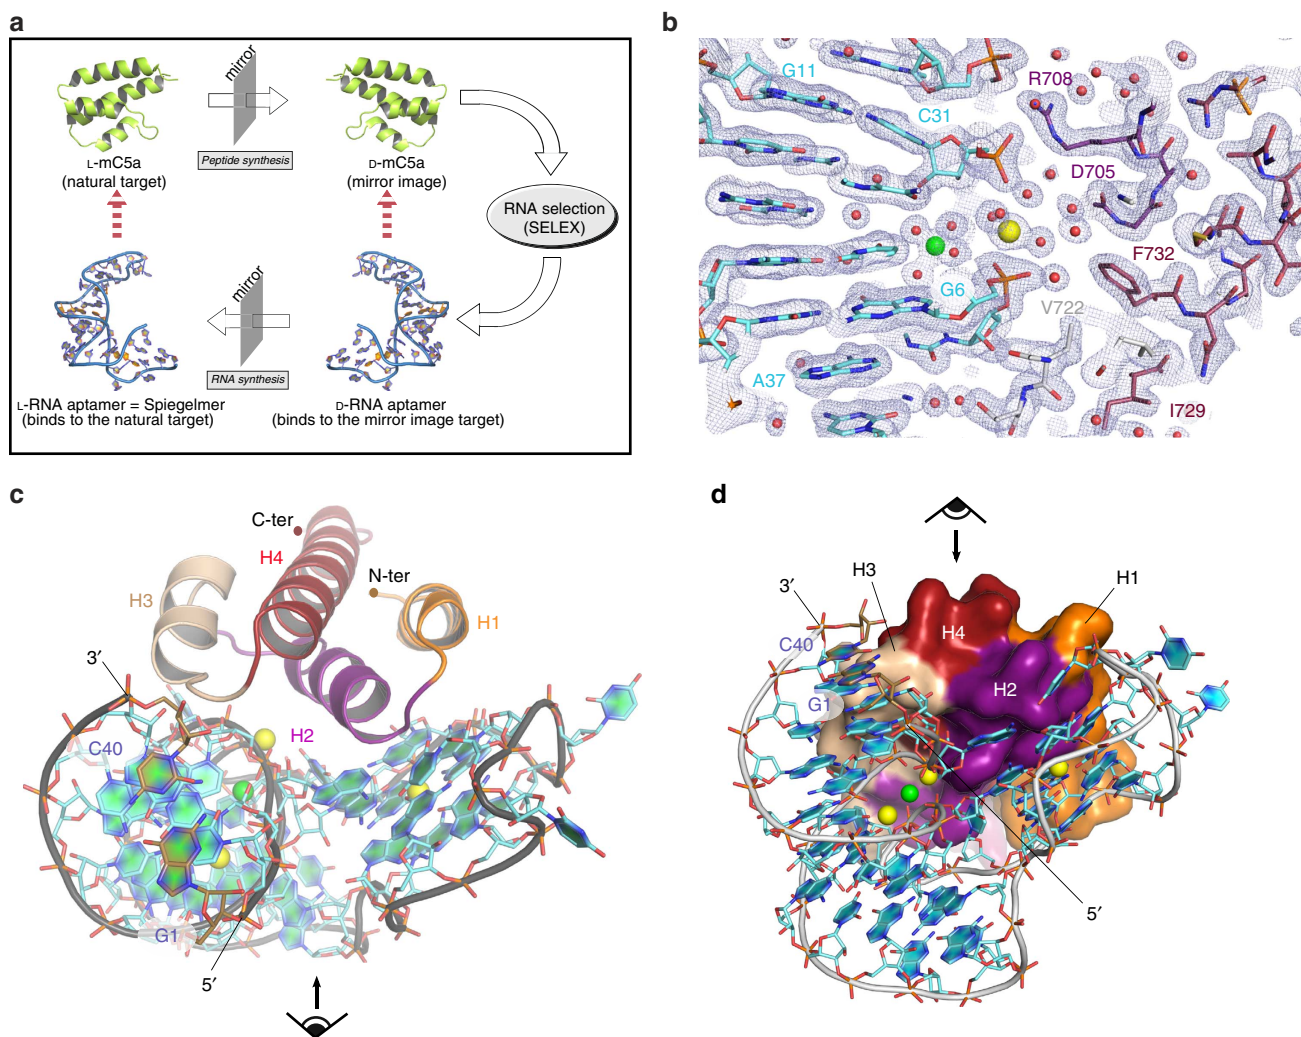 a
mirror
Peptide synthesis
L-mC5a
(natural target)
D-mC5a
(mirror image)
RNA selection
(SELEX)
mirror
RNA synthesis
L-RNA aptamer = Spiegelmer
(binds to the natural target)
D-RNA aptamer
(binds to the mirror image target)
b
G11
R708
C31
D705
F732
G6
V722
A37
I729
c
C-ter
H4
N-ter
H3
H1
3′
H2
C40
G1
5′
d
H3
H1
3′
H4
C40
H2
G1
5′